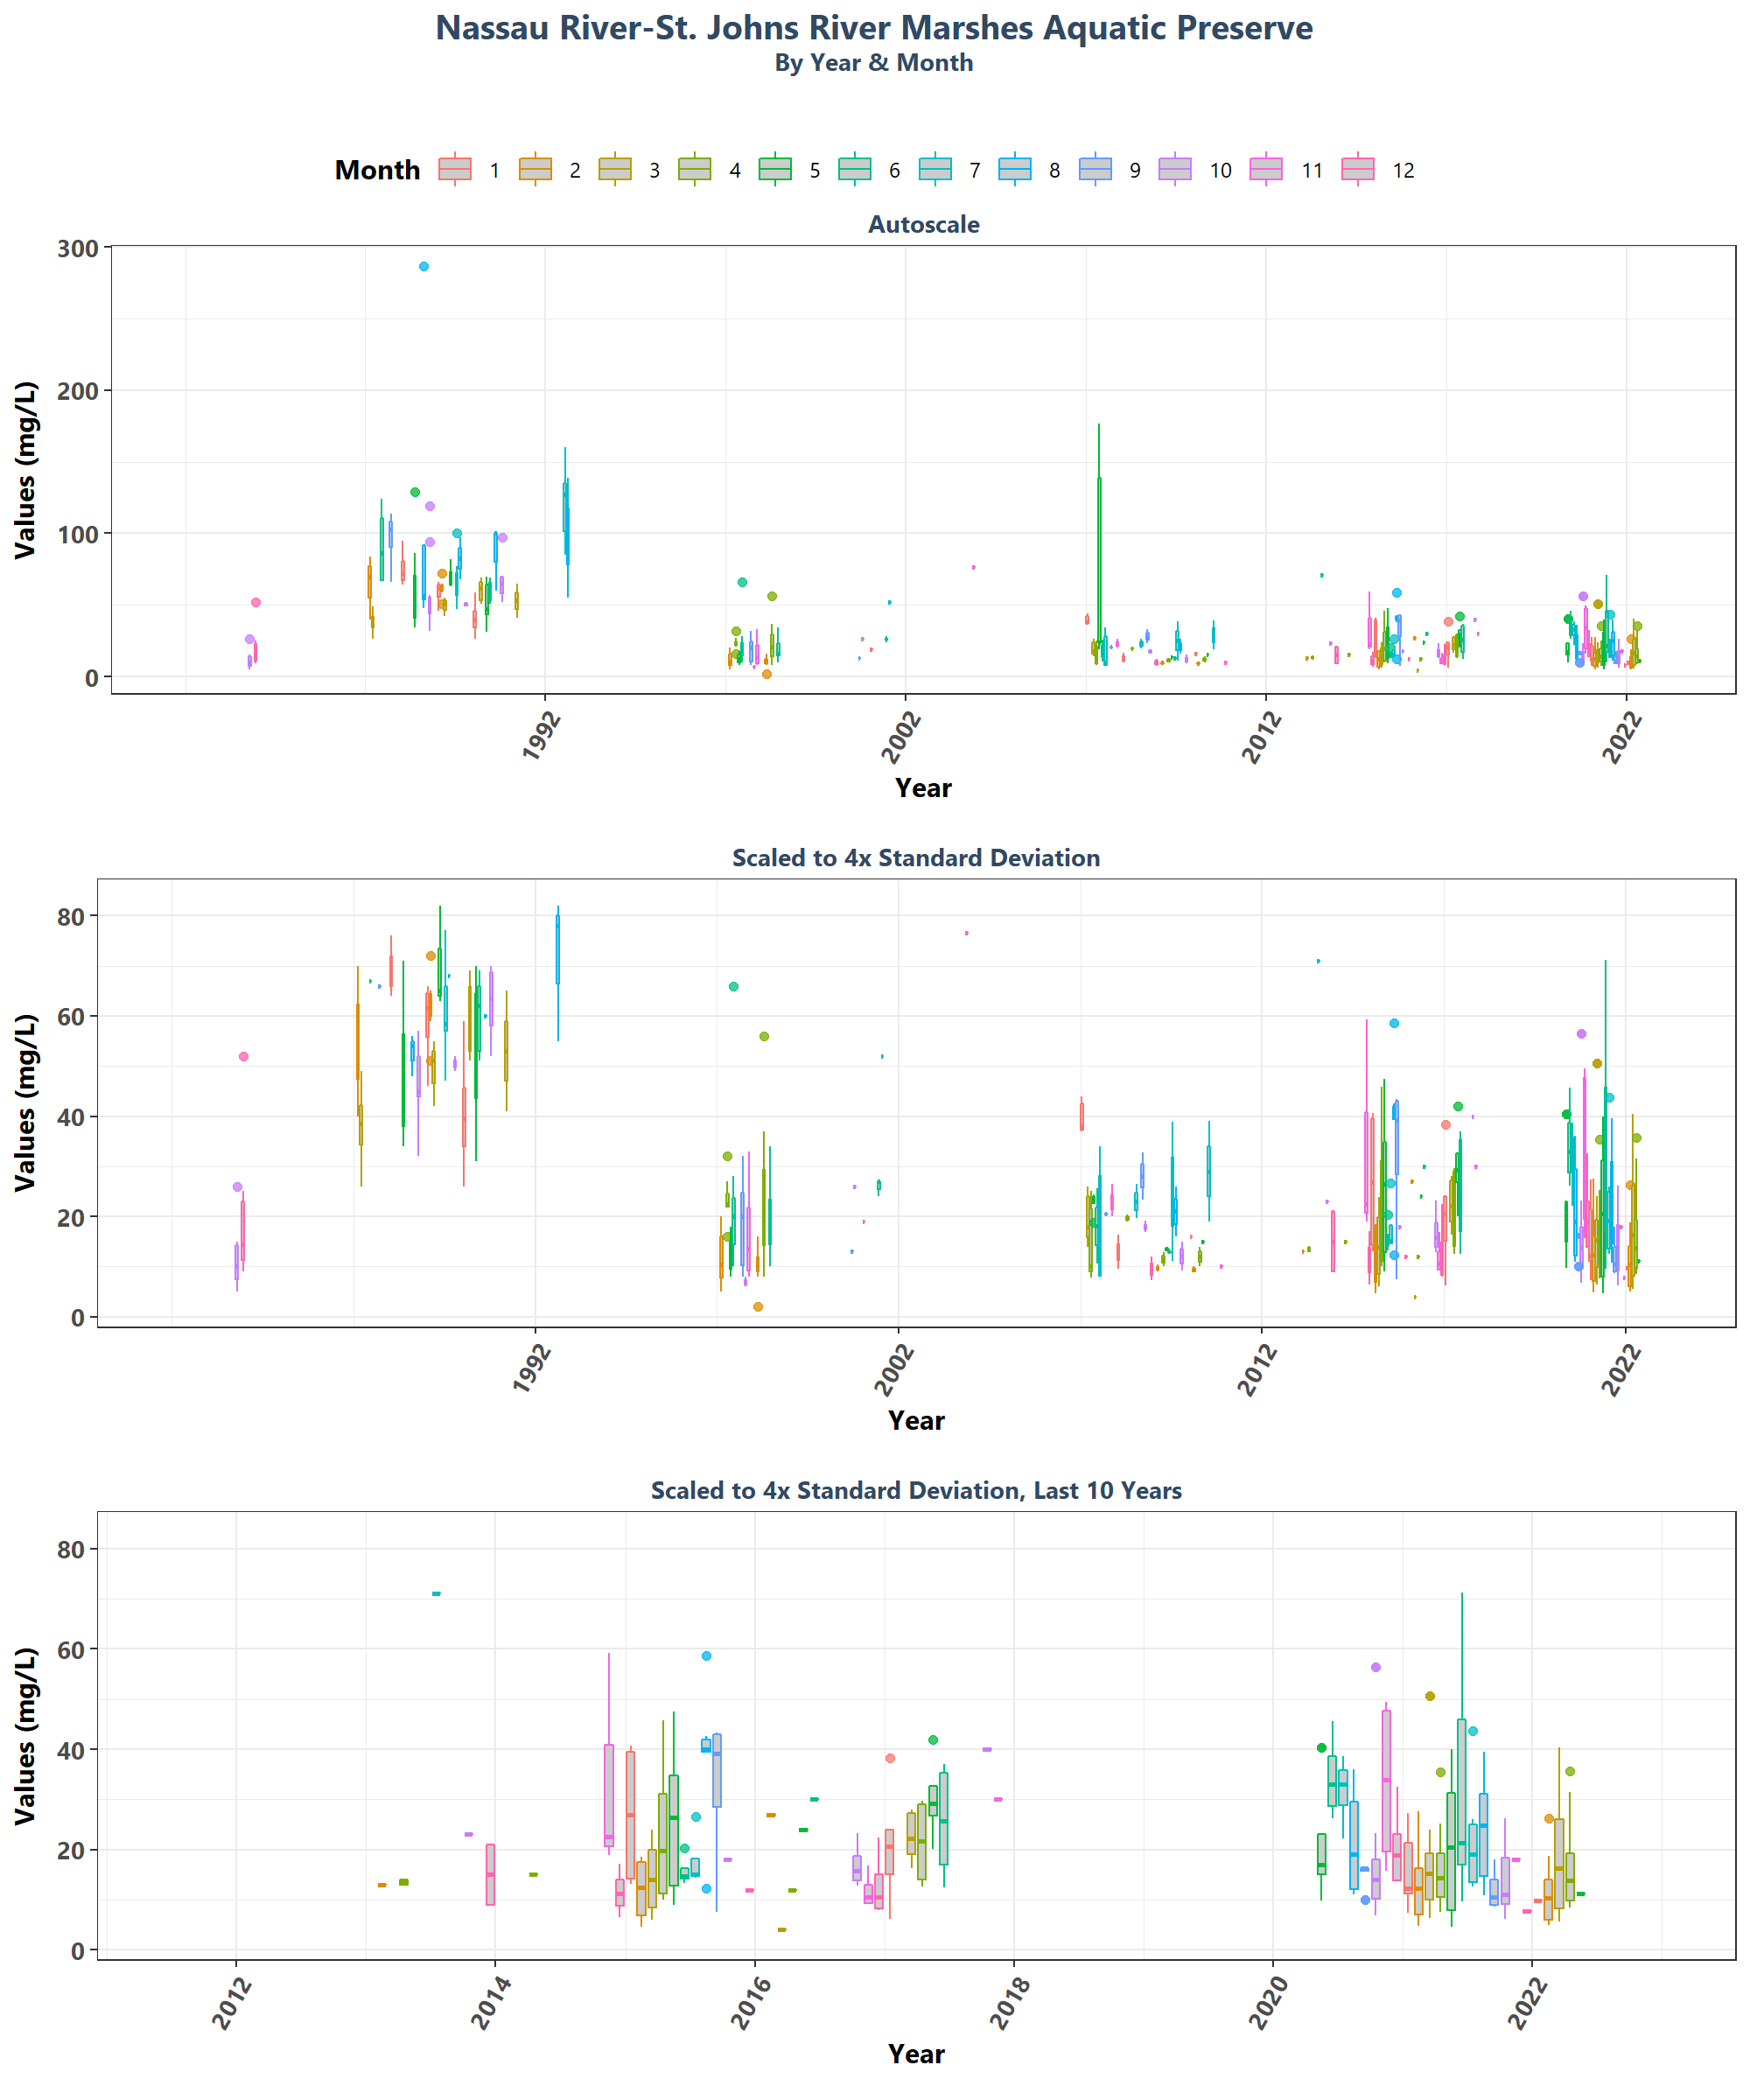 Nassau River-St. Johns River Marshes Aquatic Preserve
By Year & Month
Month 1 2 3 4 5 6 7 8 9 10 11 12
Autoscale
Values (mg/L)
300
200
100
0
1992 2002 2012 2022
Year
Scaled to 4x Standard Deviation
Values (mg/L)
80
60
40
20
0
1992 2002 2012 2022
Year
Scaled to 4x Standard Deviation, Last 10 Years
Values (mg/L)
80
60
40
20
0
2012 2014 2016 2018 2020 2022
Year